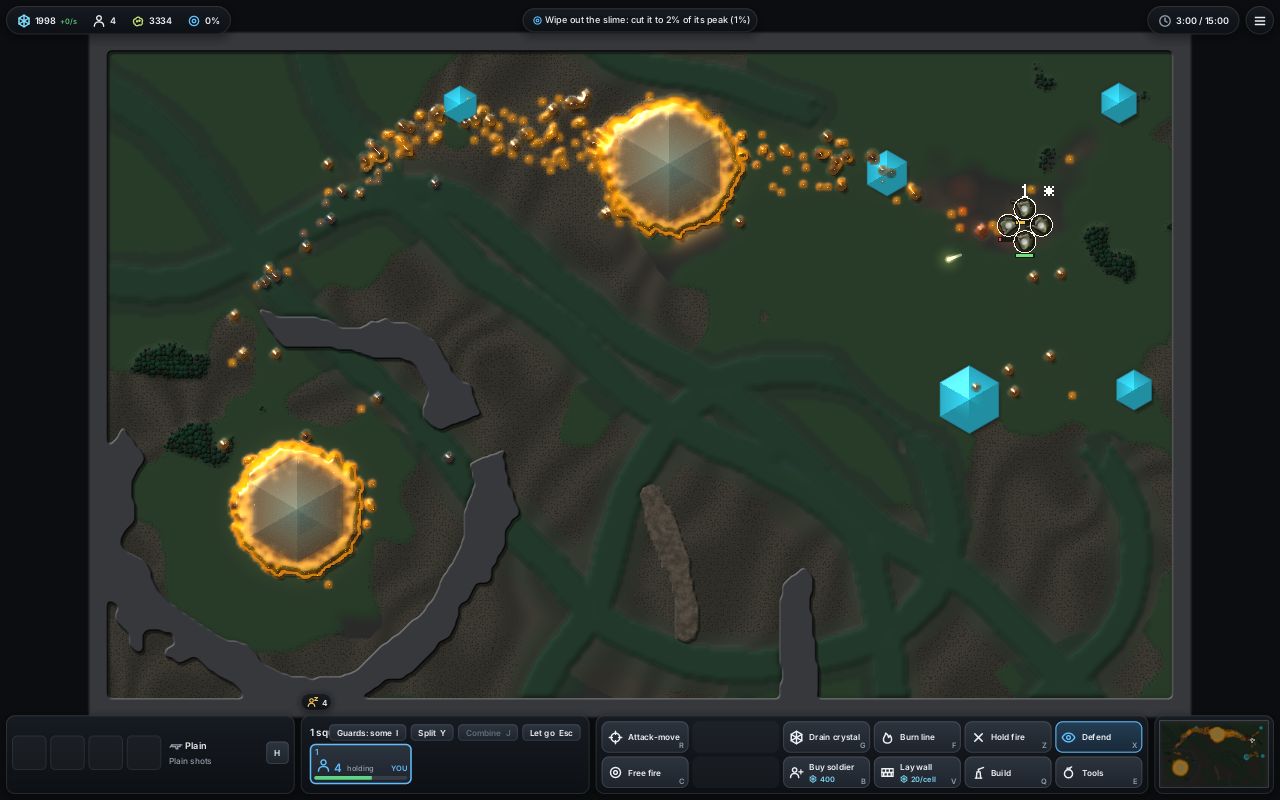 1998 +0/s 4 3334 0%
Wipe out the slime: cut it to 2% of its peak (1%)
3:00 / 15:00
1
4
Plain
Plain shots
H
1 sq
Guards: some I
Split Y
Combine J
Let go Esc
1
4 holding YOU
Attack-move R
Drain crystal G
Burn line F
Hold fire Z
Defend X
Free fire C
Buy soldier 400 B
Lay wall 20/cell V
Build Q
Tools E